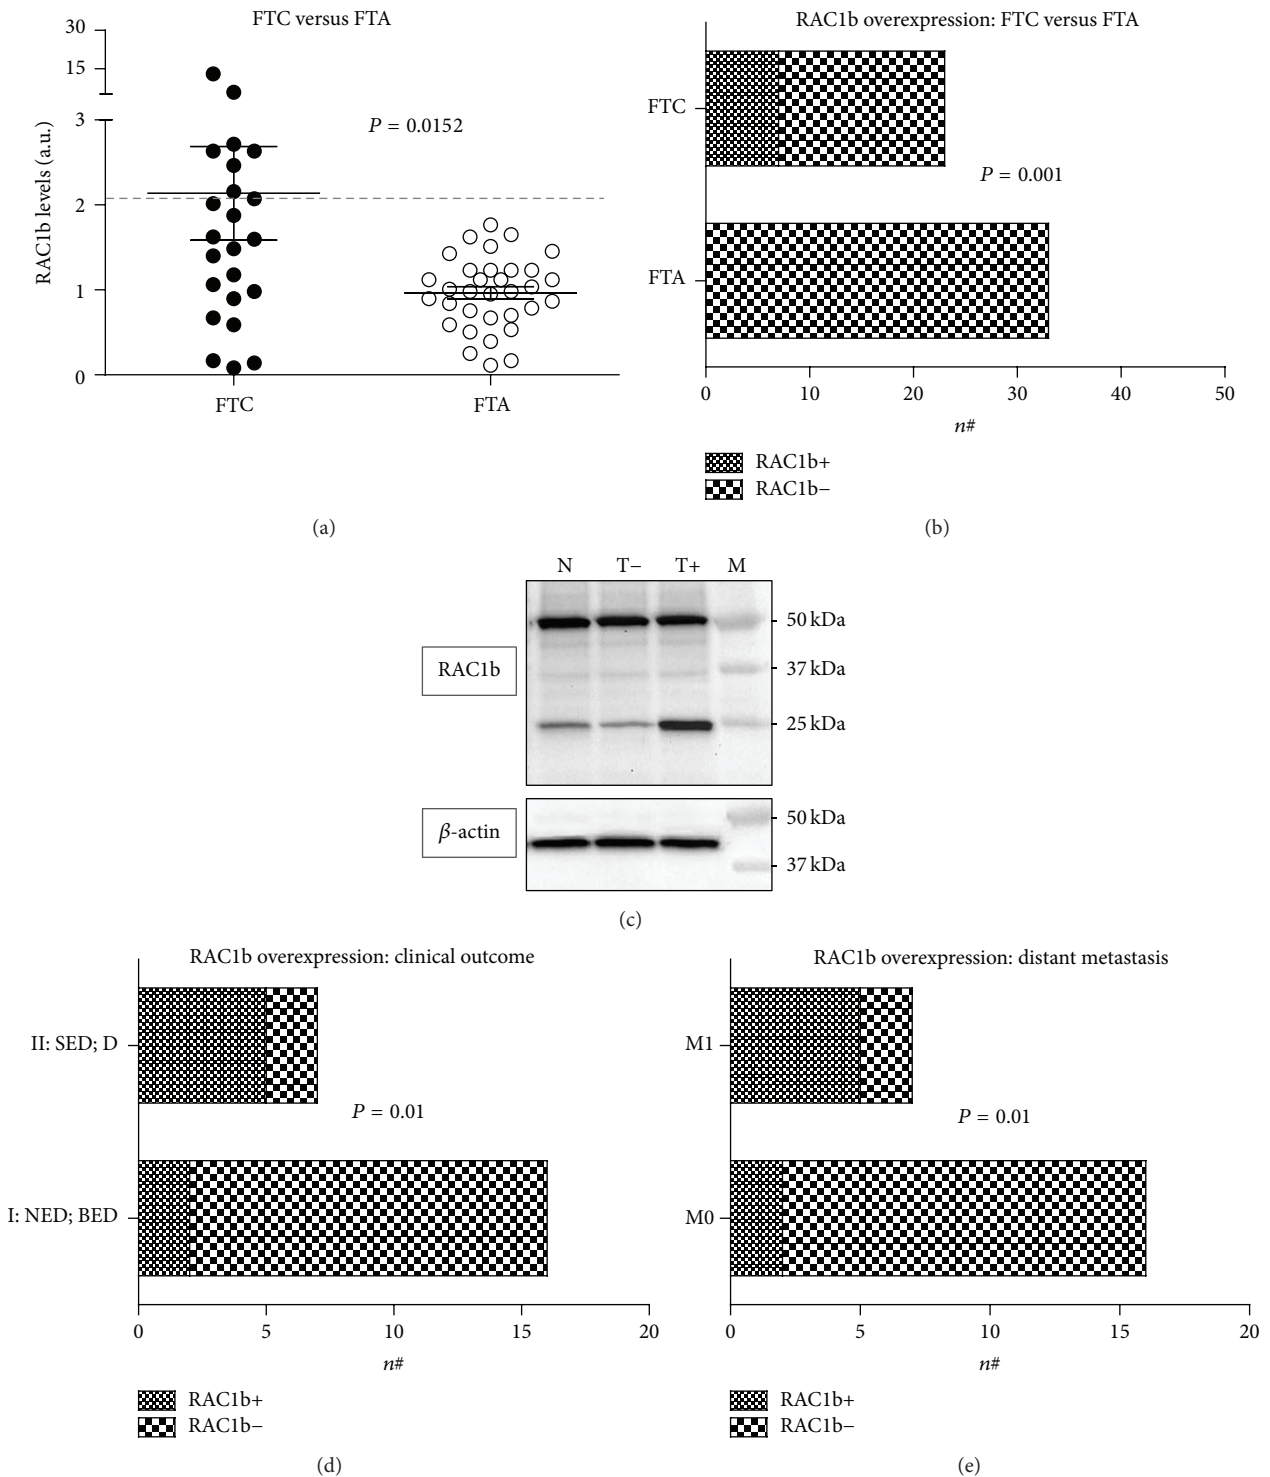 FTC versus FTA
30
15
3
2
1
0
RAC1b levels (a.u.)
P = 0.0152
FTC
FTA
(a)
RAC1b overexpression: FTC versus FTA
FTC
FTA
P = 0.001
0
10
20
30
40
50
n#
RAC1b+
RAC1b−
(b)
N T− T+ M
RAC1b
50 kDa
37 kDa
25 kDa
β-actin
50 kDa
37 kDa
(c)
RAC1b overexpression: clinical outcome
II: SED; D
P = 0.01
I: NED; BED
0
5
10
15
20
n#
RAC1b+
RAC1b−
(d)
RAC1b overexpression: distant metastasis
M1
P = 0.01
M0
0
5
10
15
20
n#
RAC1b+
RAC1b−
(e)